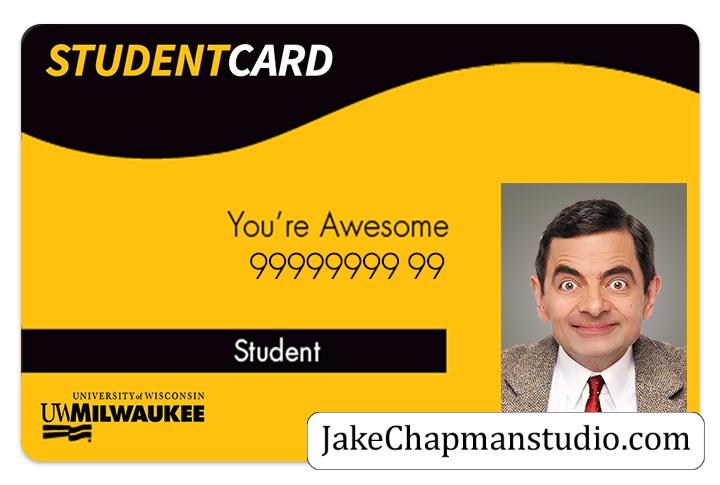 STUDENTCARD
You're Awesome
99999999 99
Student
UNIVERSITY of WISCONSIN
UWMILWAUKEE
JakeChapmanstudio.com